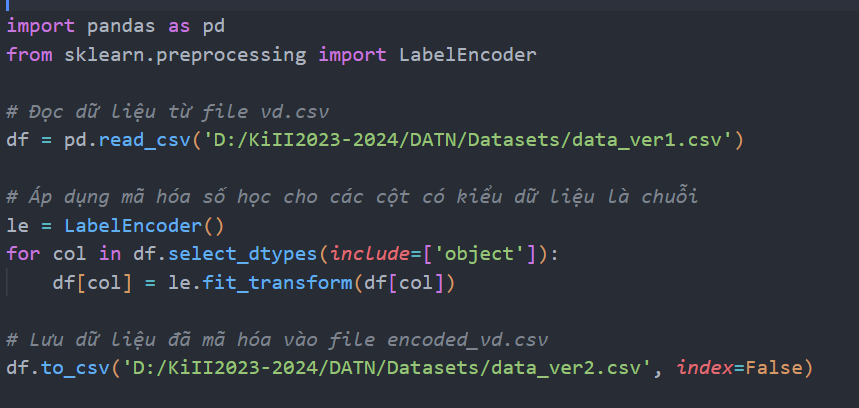 import pandas as pd
from sklearn.preprocessing import LabelEncoder
# Đọc dữ liệu từ file vd.csv
df = pd.read_csv('D:/KiII2023-2024/DATN/Datasets/data_ver1.csv')
# Áp dụng mã hóa số học cho các cột có kiểu dữ liệu là chuỗi
le = LabelEncoder()
for col in df.select_dtypes(include=['object']):
    df[col] = le.fit_transform(df[col])
# Lưu dữ liệu đã mã hóa vào file encoded_vd.csv
df.to_csv('D:/KiII2023-2024/DATN/Datasets/data_ver2.csv', index=False)